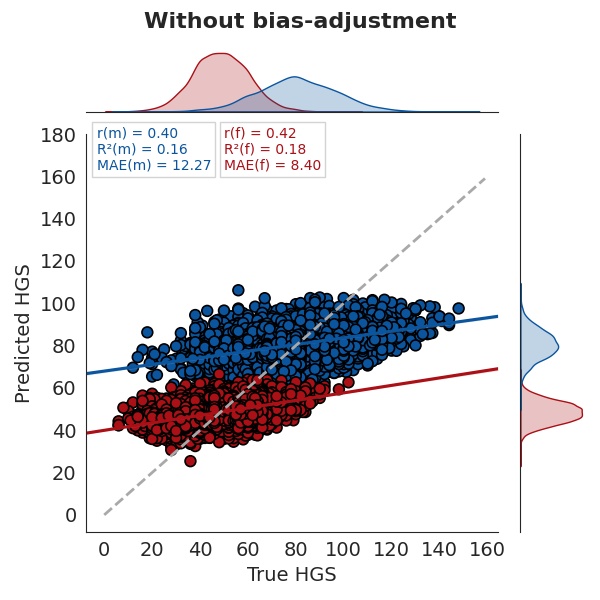 Without bias-adjustment
r(m) = 0.40
R²(m) = 0.16
MAE(m) = 12.27
r(f) = 0.42
R²(f) = 0.18
MAE(f) = 8.40
180
160
140
120
100
80
60
40
20
0
Predicted HGS
0 20 40 60 80 100 120 140 160
True HGS